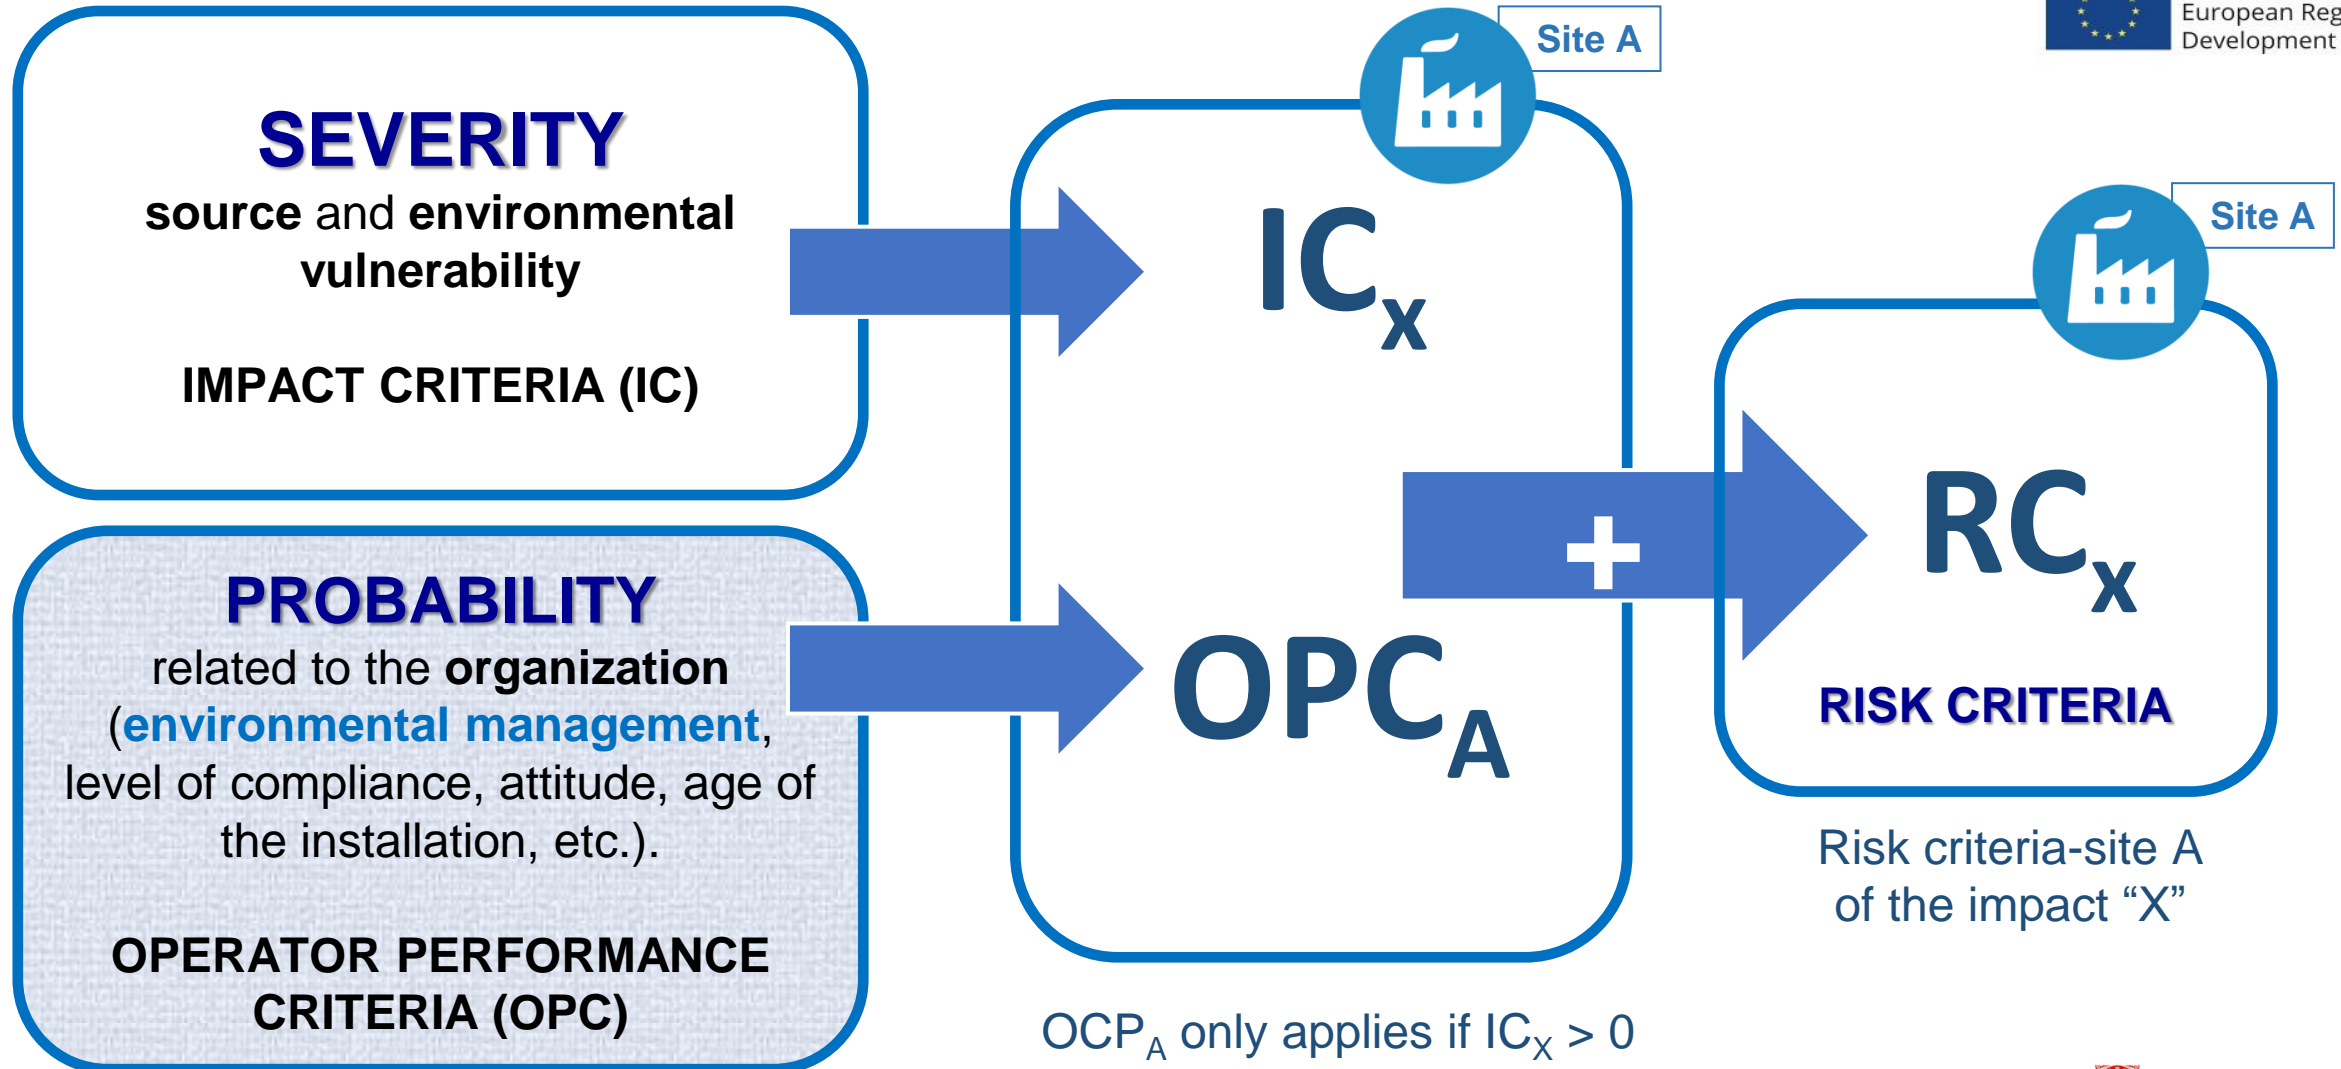 European Reg
Development
Site A
SEVERITY
source and environmental
vulnerability
IMPACT CRITERIA (IC)
PROBABILITY
related to the organization
(environmental management,
level of compliance, attitude, age of
the installation, etc.).
OPERATOR PERFORMANCE
CRITERIA (OPC)
ICx
OPCA
+
OCPA only applies if ICX > 0
Site A
RCx
RISK CRITERIA
Risk criteria-site A
of the impact “X”